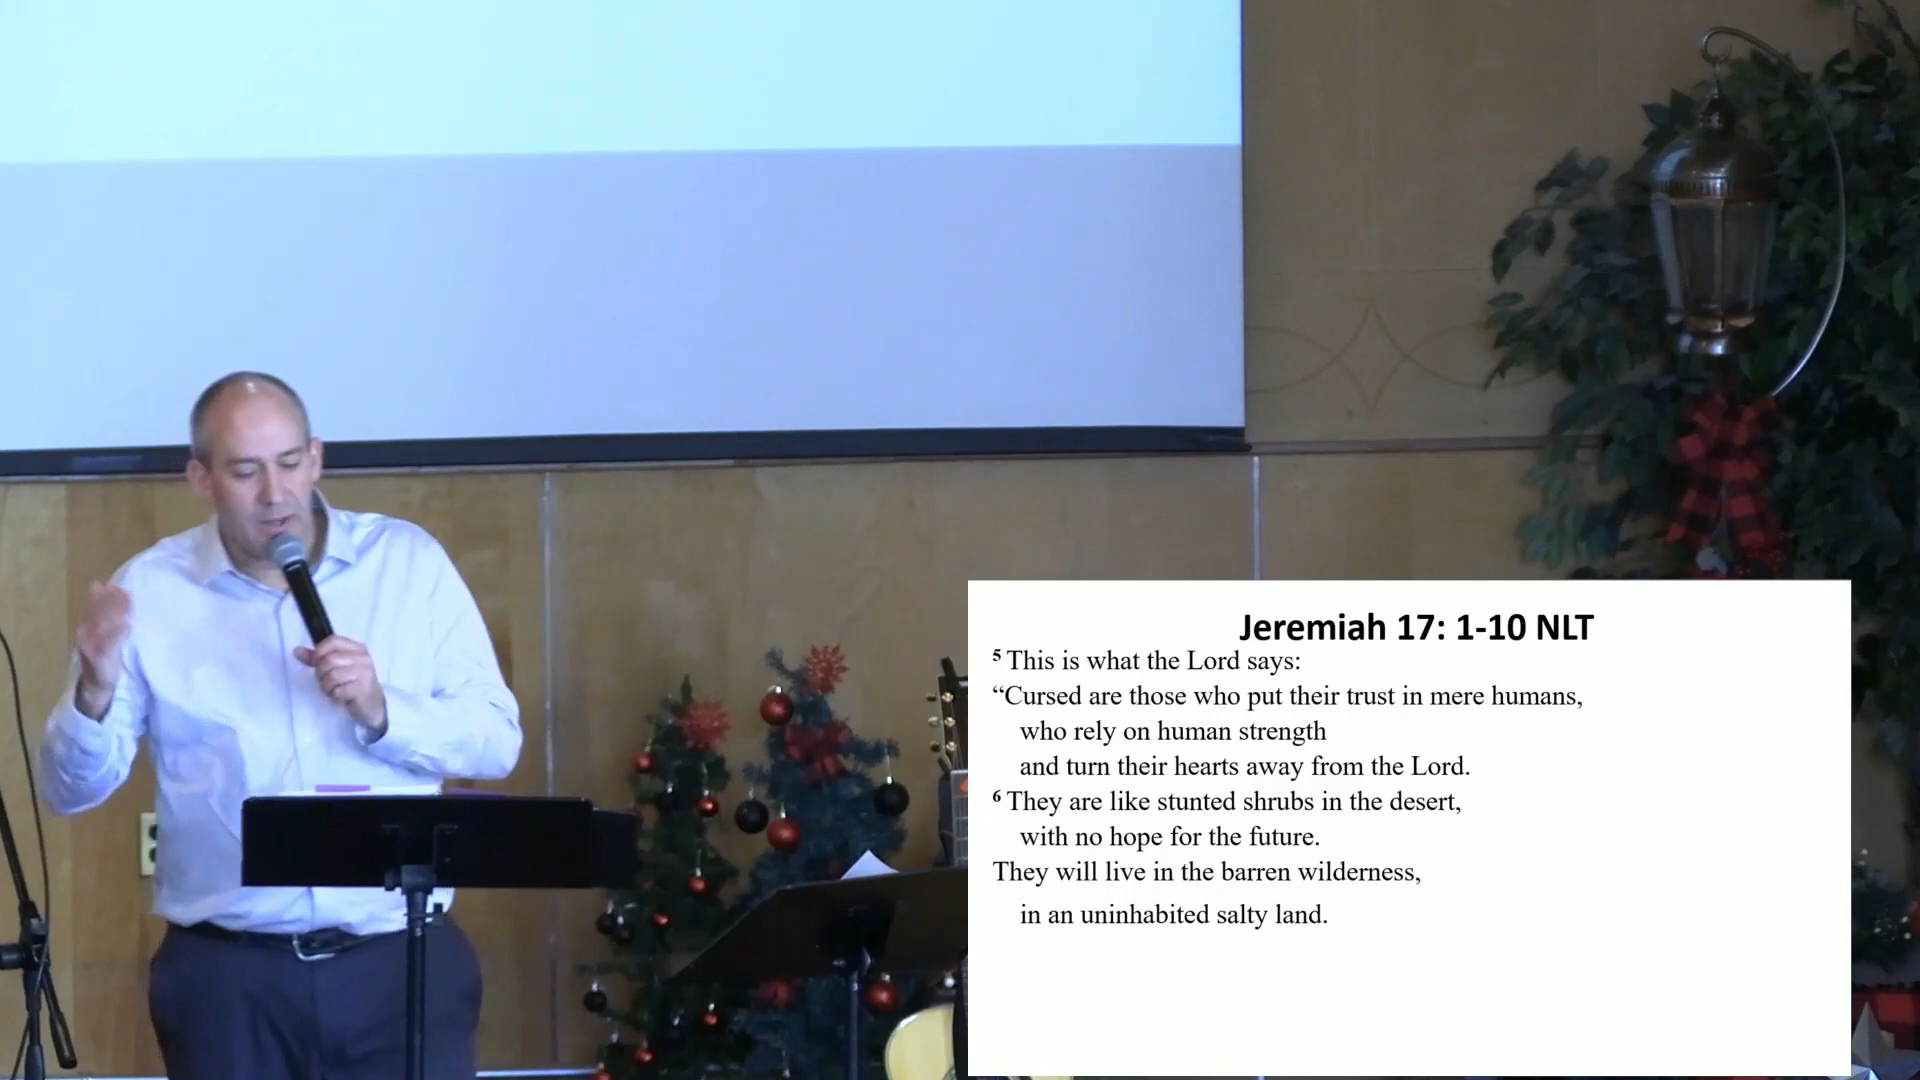 Jeremiah 17: 1-10 NLT
5 This is what the Lord says:
“Cursed are those who put their trust in mere humans,
who rely on human strength
and turn their hearts away from the Lord.
6 They are like stunted shrubs in the desert,
with no hope for the future.
They will live in the barren wilderness,
in an uninhabited salty land.